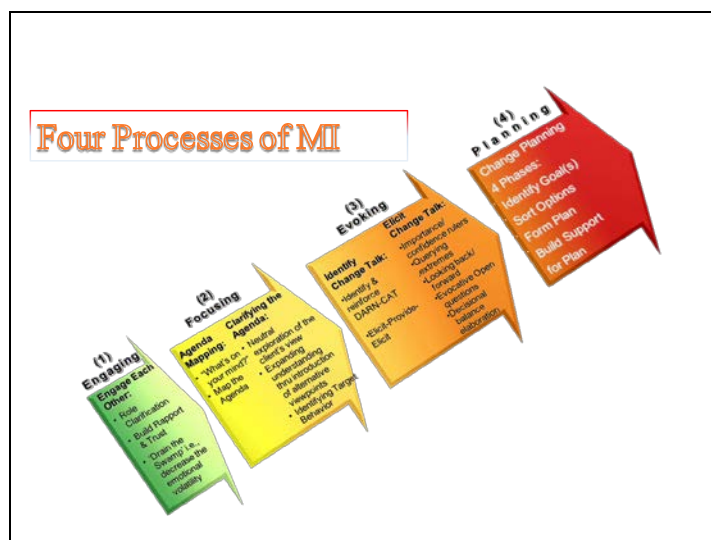 Four Processes of MI
(1)
Engaging
Engage Each
Other:
• Role
Clarification
• Build Rapport
& Trust
• "Drain the
Swamp' i.e.,
decrease the
emotional
volatility
(2)
Focusing
Agenda
Mapping:
• "What's on
your mind?"
• Map the
Agenda
Clarifying the
Agenda:
• Neutral
exploration of the
client's view
• Expanding
understanding
thru introduction
of alternative
viewpoints
• Identifying Target
Behavior
(3)
Evoking
Identify
Change Talk:
•Identify &
reinforce
DARN-CAT
•Elicit-Provide-
Elicit
Elicit
Change Talk:
•Importance/
confidence rulers
•Querying
extremes
•Looking back/
forward
•Evocative Open
questions
•Decisional
balance
elaboration
(4)
Planning
Change Planning
4 Phases:
•Identify Goal(s)
•Sort Options
•Form Plan
•Build Support
for Plan